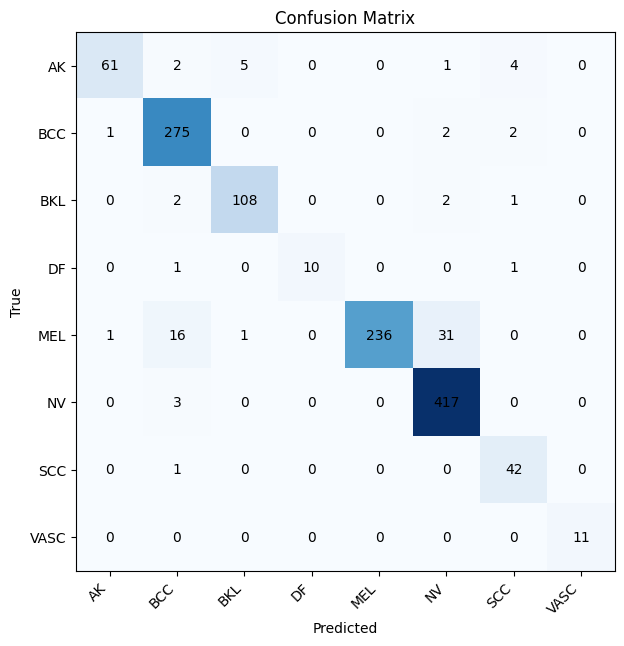 Confusion Matrix
True
AK 61 2 5 0 0 1 4 0
BCC 1 275 0 0 0 2 2 0
BKL 0 2 108 0 0 2 1 0
DF 0 1 0 10 0 0 1 0
MEL 1 16 1 0 236 31 0 0
NV 0 3 0 0 0 417 0 0
SCC 0 1 0 0 0 0 42 0
VASC 0 0 0 0 0 0 0 11
AK BCC BKL DF MEL NV SCC VASC
Predicted